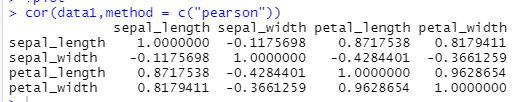 > cor(data1,method = c("pearson"))
sepal_length sepal_width petal_length petal_width
sepal_length 1.0000000 -0.1175698 0.8717538 0.8179411
sepal_width -0.1175698 1.0000000 -0.4284401 -0.3661259
petal_length 0.8717538 -0.4284401 1.0000000 0.9628654
petal_width 0.8179411 -0.3661259 0.9628654 1.0000000